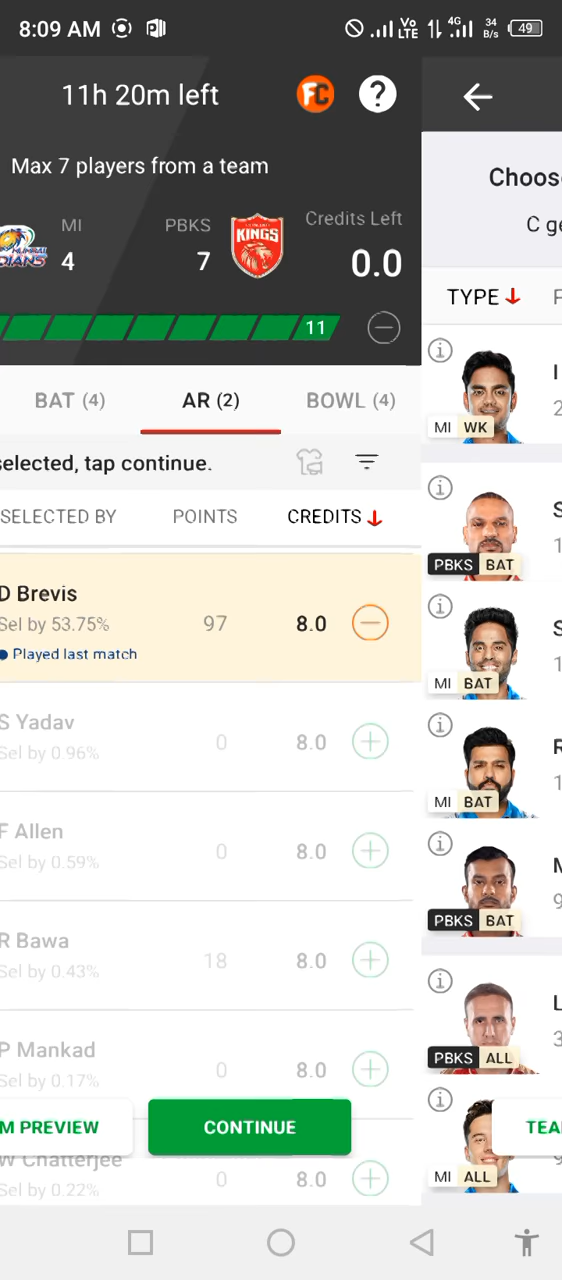 8:09 AM
Vo LTE 4G 34 B/s 49
11h 20m left
FC ?
Max 7 players from a team
MI
4
PBKS
7
KINGS
Credits Left
0.0
11
BAT (4) AR (2) BOWL (4)
selected, tap continue.
SELECTED BY POINTS CREDITS
D Brevis
Sel by 53.75% 97 8.0
Played last match
S Yadav
Sel by 0.96% 0 8.0
F Allen
Sel by 0.59% 0 8.0
R Bawa
Sel by 0.43% 18 8.0
P Mankad
Sel by 0.17% 0 8.0
M PREVIEW CONTINUE
W Chatterjee
Sel by 0.22% 0 8.0
Choos
C ge
TYPE
MI WK
PBKS BAT
MI BAT
MI BAT
PBKS BAT
PBKS ALL
MI ALL
TEA